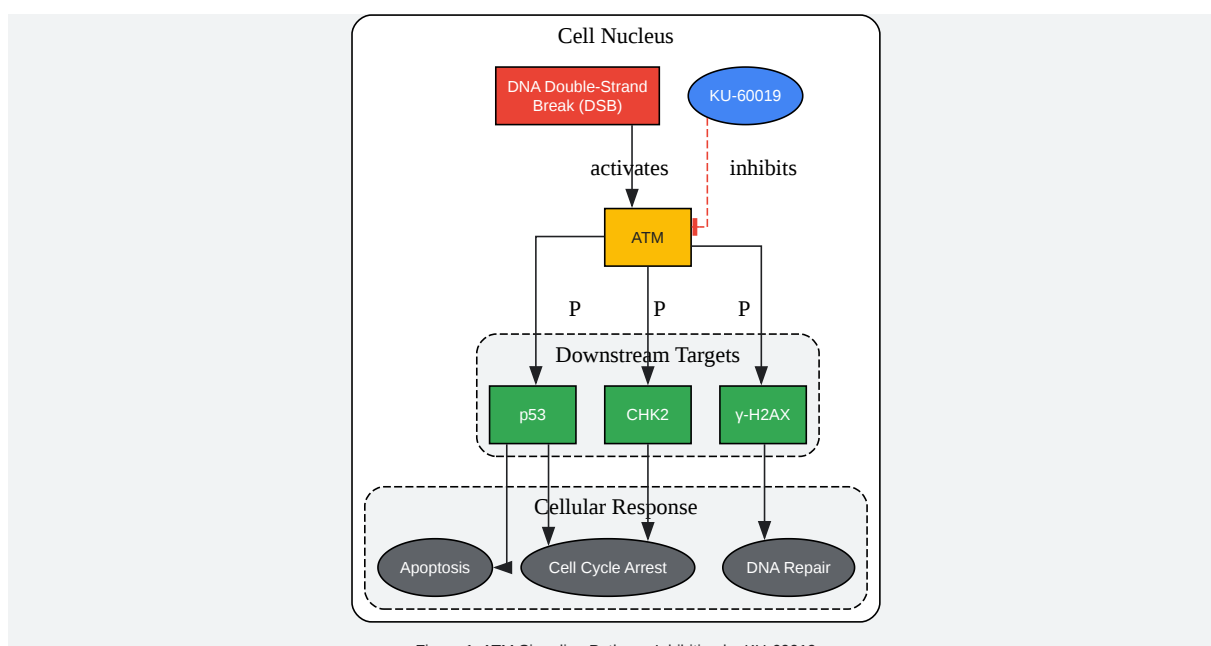 Cell Nucleus
DNA Double-Strand
Break (DSB)
KU-60019
activates
inhibits
ATM
P
P
P
Downstream Targets
p53
CHK2
γ-H2AX
Cellular Response
Apoptosis
Cell Cycle Arrest
DNA Repair